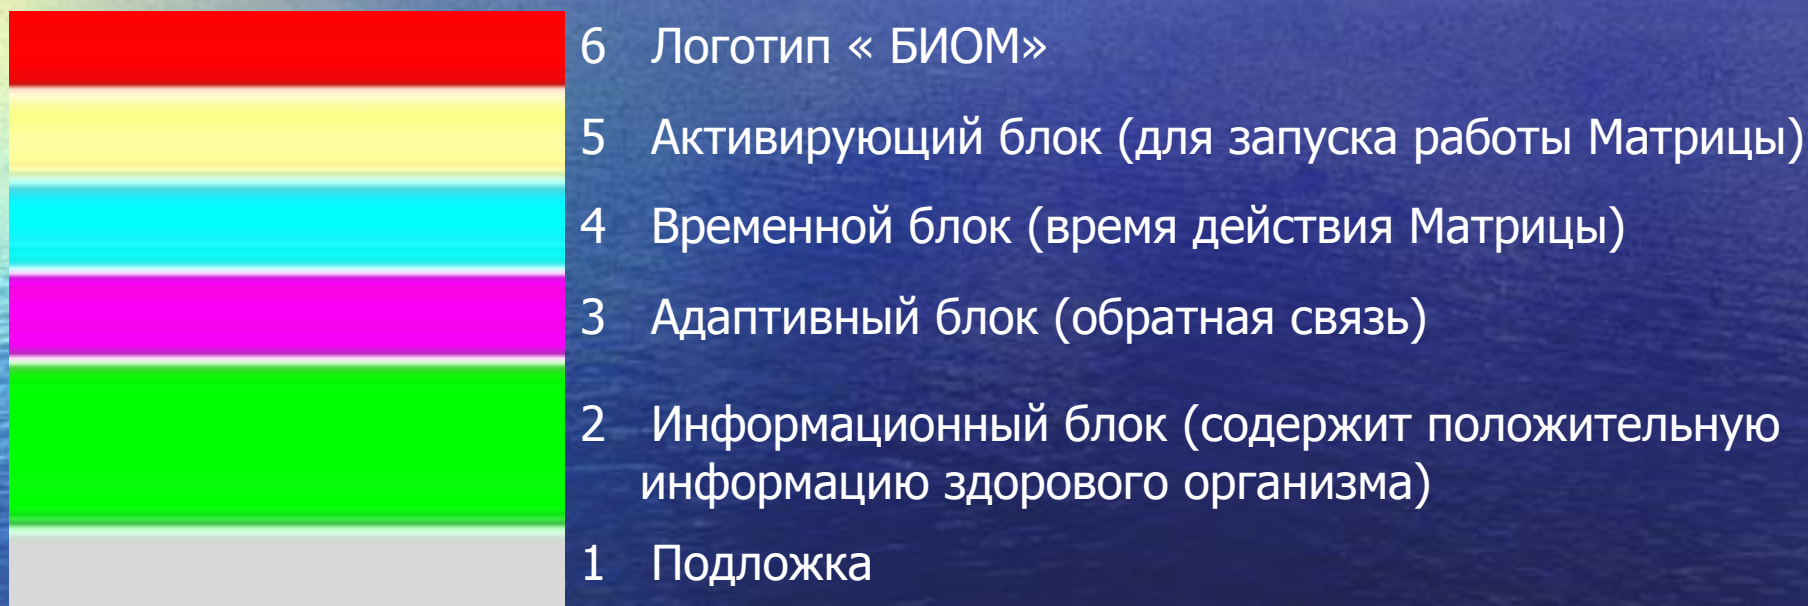 6 Логотип « БИОМ»
5 Активирующий блок (для запуска работы Матрицы)
4 Временной блок (время действия Матрицы)
3 Адаптивный блок (обратная связь)
2 Информационный блок (содержит положительную
информацию здорового организма)
1 Подложка